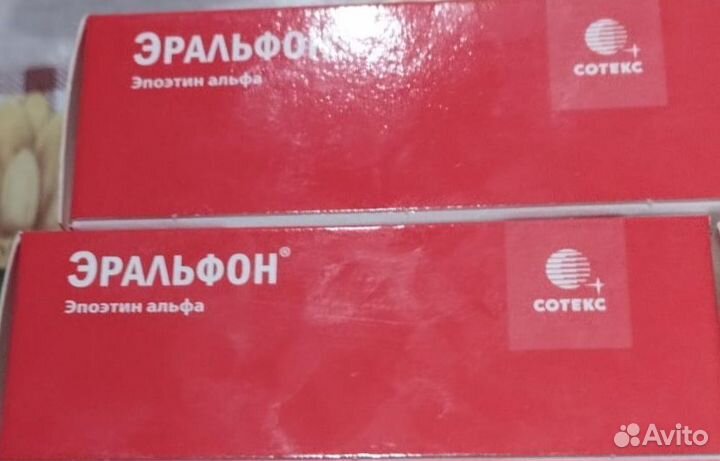 ЭРАЛЬФОН
Эпоэтин альфа
СОТЕКС
ЭРАЛЬФОН®
Эпоэтин альфа
СОТЕКС
Avito